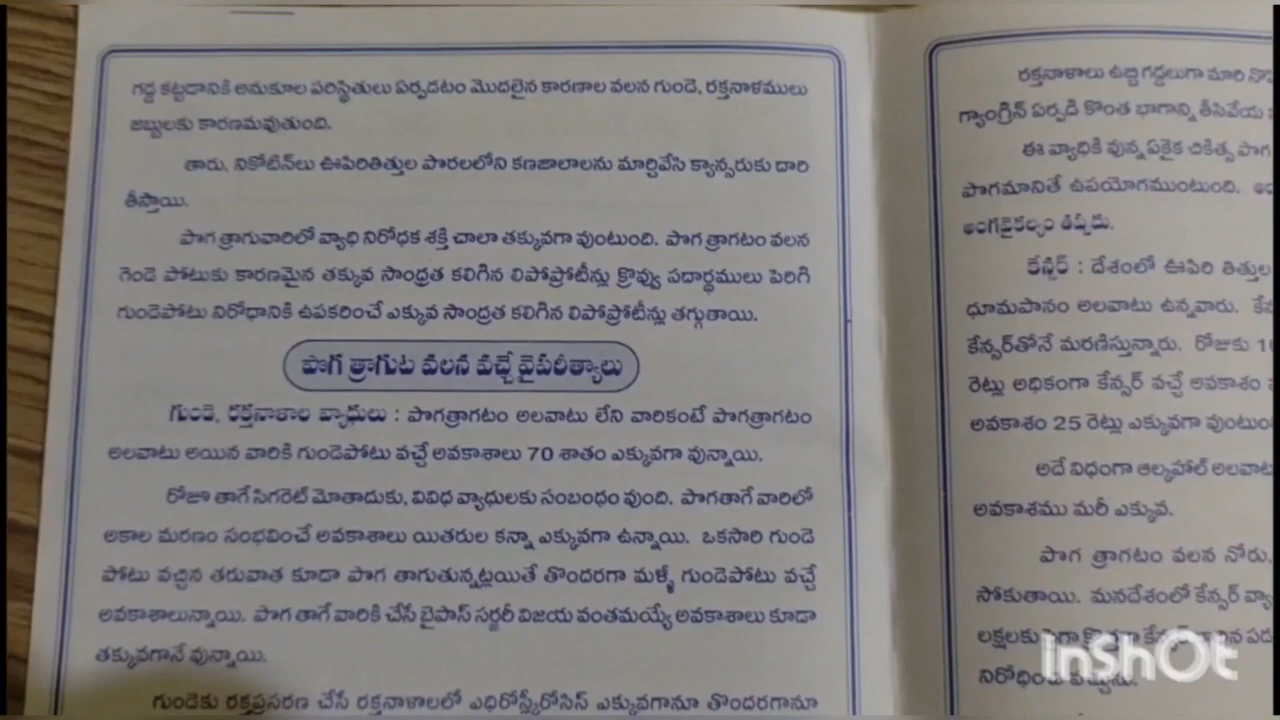 గడ్డ కట్టడానికి అనుకూల పరిస్థితులు ఏర్పడటం మొదలైన కారణాల వలన గుండె, రక్తనాళములు
జబ్బులకు కారణమవుతుంది.
తారు, నికోటిన్‌లు ఊపిరితిత్తుల పొరలలోని కణజాలాలను మార్చివేసి క్యాన్సరుకు దారి
తీస్తాయి.
పొగ త్రాగువారిలో వ్యాధి నిరోధక శక్తి చాలా తక్కువగా వుంటుంది. పొగ త్రాగటం వలన
గెండె పోటుకు కారణమైన తక్కువ సాంద్రత కలిగిన లిపోప్రోటీన్లు క్రొవ్వు పదార్థములు పెరిగి
గుండెపోటు నిరోధానికి ఉపకరించే ఎక్కువ సాంద్రత కలిగిన లిపోప్రోటీన్లు తగ్గుతాయి.
పొగ త్రాగుట వలన వచ్చే వైపరీత్యాలు
గుండె, రక్తనాళాల వ్యాధులు : పొగత్రాగటం అలవాటు లేని వారికంటే పొగత్రాగటం
అలవాటు అయిన వారికి గుండెపోటు వచ్చే అవకాశాలు 70 శాతం ఎక్కువగా వున్నాయి.
రోజూ తాగే సిగరెట్ మోతాదుకు, వివిధ వ్యాధులకు సంబంధం వుంది. పొగతాగే వారిలో
అకాల మరణం సంభవించే అవకాశాలు యితరుల కన్నా ఎక్కువగా ఉన్నాయి. ఒకసారి గుండె
పోటు వచ్చిన తరువాత కూడా పొగ తాగుతున్నట్లయితే తొందరగా మళ్ళీ గుండెపోటు వచ్చే
అవకాశాలున్నాయి. పొగ తాగే వారికి చేసే బైపాస్ సర్జరీ విజయ వంతమయ్యే అవకాశాలు కూడా
తక్కువగానే వున్నాయి.
గుండెకు రక్తప్రసరణ చేసే రక్తనాళాలలో ఎథిరోస్క్లీరోసిస్ ఎక్కువగానూ తొందరగానూ
రక్తనాళాలు ఉబ్బి గడ్డలుగా మారి
గ్యాంగ్రిన్ ఏర్పడి కొంత భాగాన్ని తీసివేయ
ఈ వ్యాధికి వున్న ఏకైక చికిత్స పొగ
పొగమానితే ఉపయోగముంటుంది.
అంగవైకల్యం తప్పదు.
కేన్సర్ : దేశంలో ఊపిరి తిత్తుల
ధూమపానం అలవాటు ఉన్నవారు.
కేన్సర్‌తోనే మరణిస్తున్నారు. రోజుకు
రెట్లు అధికంగా కేన్సర్ వచ్చే అవకాశం
అవకాశం 25 రెట్లు ఎక్కువగా వుంటుం
అదే విధంగా ఆల్కహాల్ అలవాట
అవకాశము మరీ ఎక్కువ.
పొగ త్రాగటం వలన నోరు,
సోకుతాయి. మనదేశంలో కేన్సర్ వ్యా
లక్షలకు
InShOt